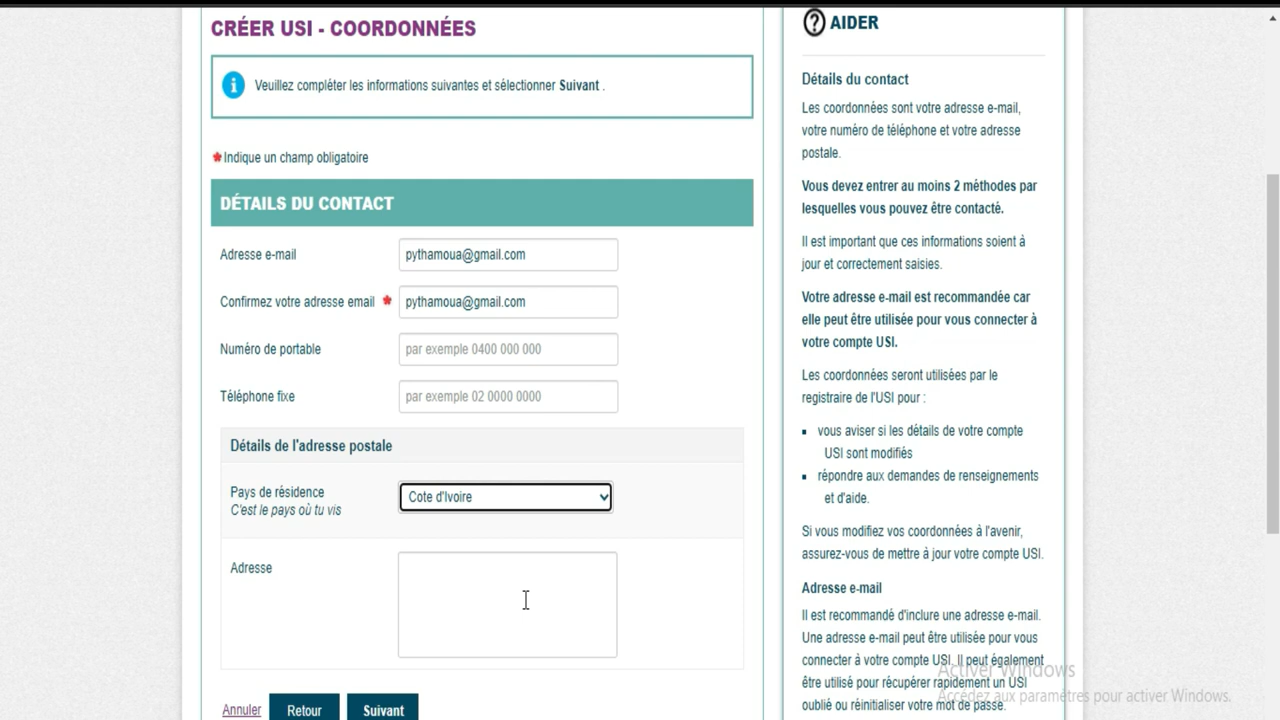 CRÉER USI - COORDONNÉES
Veuillez compléter les informations suivantes et sélectionner Suivant .
* Indique un champ obligatoire
DÉTAILS DU CONTACT
Adresse e-mail
pythamoua@gmail.com
Confirmez votre adresse email *
pythamoua@gmail.com
Numéro de portable
par exemple 0400 000 000
Téléphone fixe
par exemple 02 0000 0000
Détails de l'adresse postale
Pays de résidence
C'est le pays où tu vis
Cote d'Ivoire
Adresse
Annuler
Retour
Suivant
? AIDER
Détails du contact
Les coordonnées sont votre adresse e-mail,
votre numéro de téléphone et votre adresse
postale.
Vous devez entrer au moins 2 méthodes par
lesquelles vous pouvez être contacté.
Il est important que ces informations soient à
jour et correctement saisies.
Votre adresse e-mail est recommandée car
elle peut être utilisée pour vous connecter à
votre compte USI.
Les coordonnées seront utilisées par le
registraire de l'USI pour :
vous aviser si les détails de votre compte
USI sont modifiés
répondre aux demandes de renseignements
et d'aide.
Si vous modifiez vos coordonnées à l'avenir,
assurez-vous de mettre à jour votre compte USI.
Adresse e-mail
Il est recommandé d'inclure une adresse e-mail.
Une adresse e-mail peut être utilisée pour vous
connecter à votre compte USI. Il peut également
être utilisé pour récupérer rapidement un USI
oublié ou réinitialiser votre mot de passe.
Activer Windows
Accédez aux paramètres pour activer Windows.